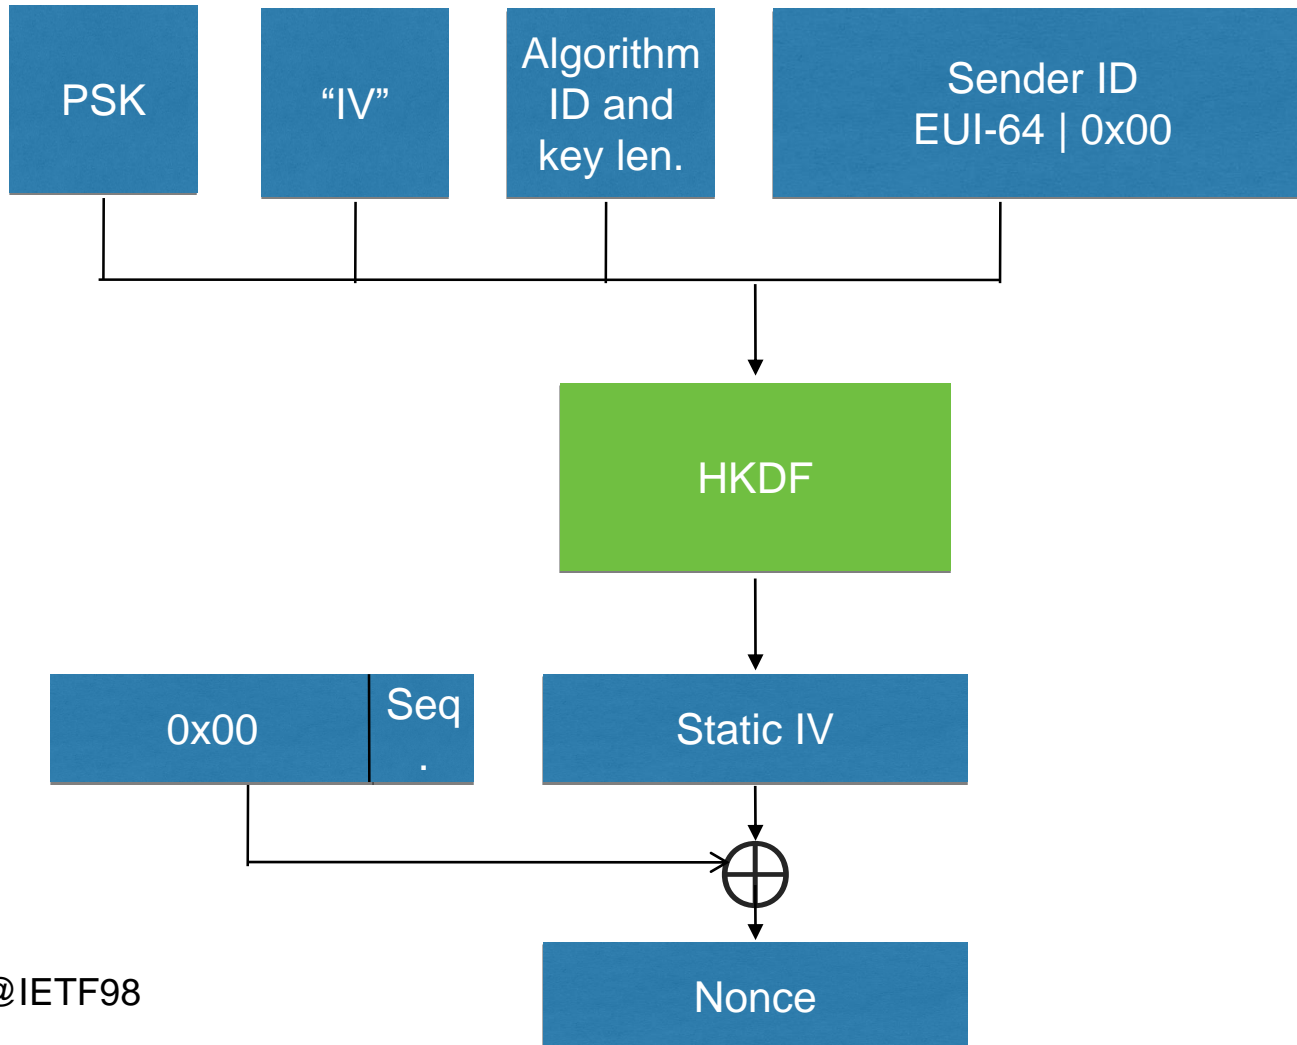 PSK
“IV”
Algorithm
ID and
key len.
Sender ID
EUI-64 | 0x00
HKDF
0x00
Seq
.
Static IV
@IETF98
Nonce